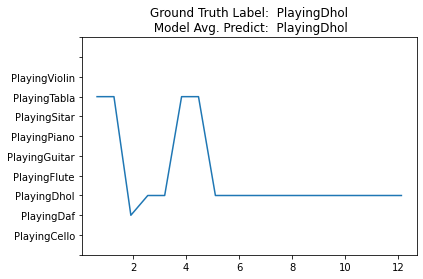 Ground Truth Label:  PlayingDhol
Model Avg. Predict:  PlayingDhol
PlayingViolin
PlayingTabla
PlayingSitar
PlayingPiano
PlayingGuitar
PlayingFlute
PlayingDhol
PlayingDaf
PlayingCello
2 4 6 8 10 12